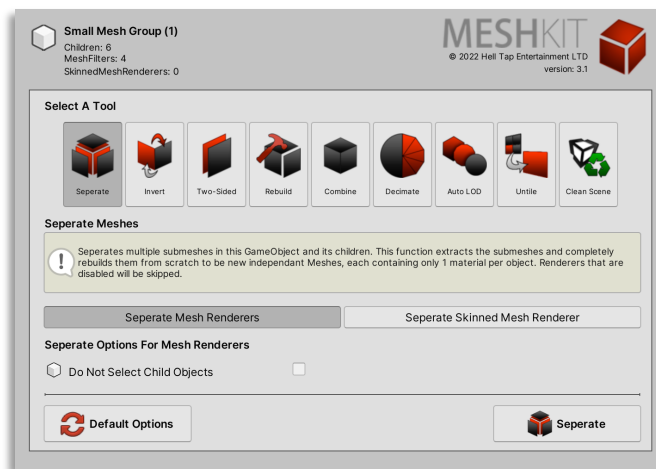 Small Mesh Group (1)
Children: 6
MeshFilters: 4
SkinnedMeshRenderers: 0
MESHKIT
© 2022 Hell Tap Entertainment LTD
version: 3.1
Select A Tool
Seperate
Invert
Two-Sided
Rebuild
Combine
Decimate
Auto LOD
Untile
Clean Scene
Seperate Meshes
Seperates multiple submeshes in this GameObject and its children. This function extracts the submeshes and completely
rebuilds them from scratch to be new independant Meshes, each containing only 1 material per object. Renderers that are
disabled will be skipped.
Seperate Mesh Renderers
Seperate Skinned Mesh Renderer
Seperate Options For Mesh Renderers
Do Not Select Child Objects
Default Options
Seperate